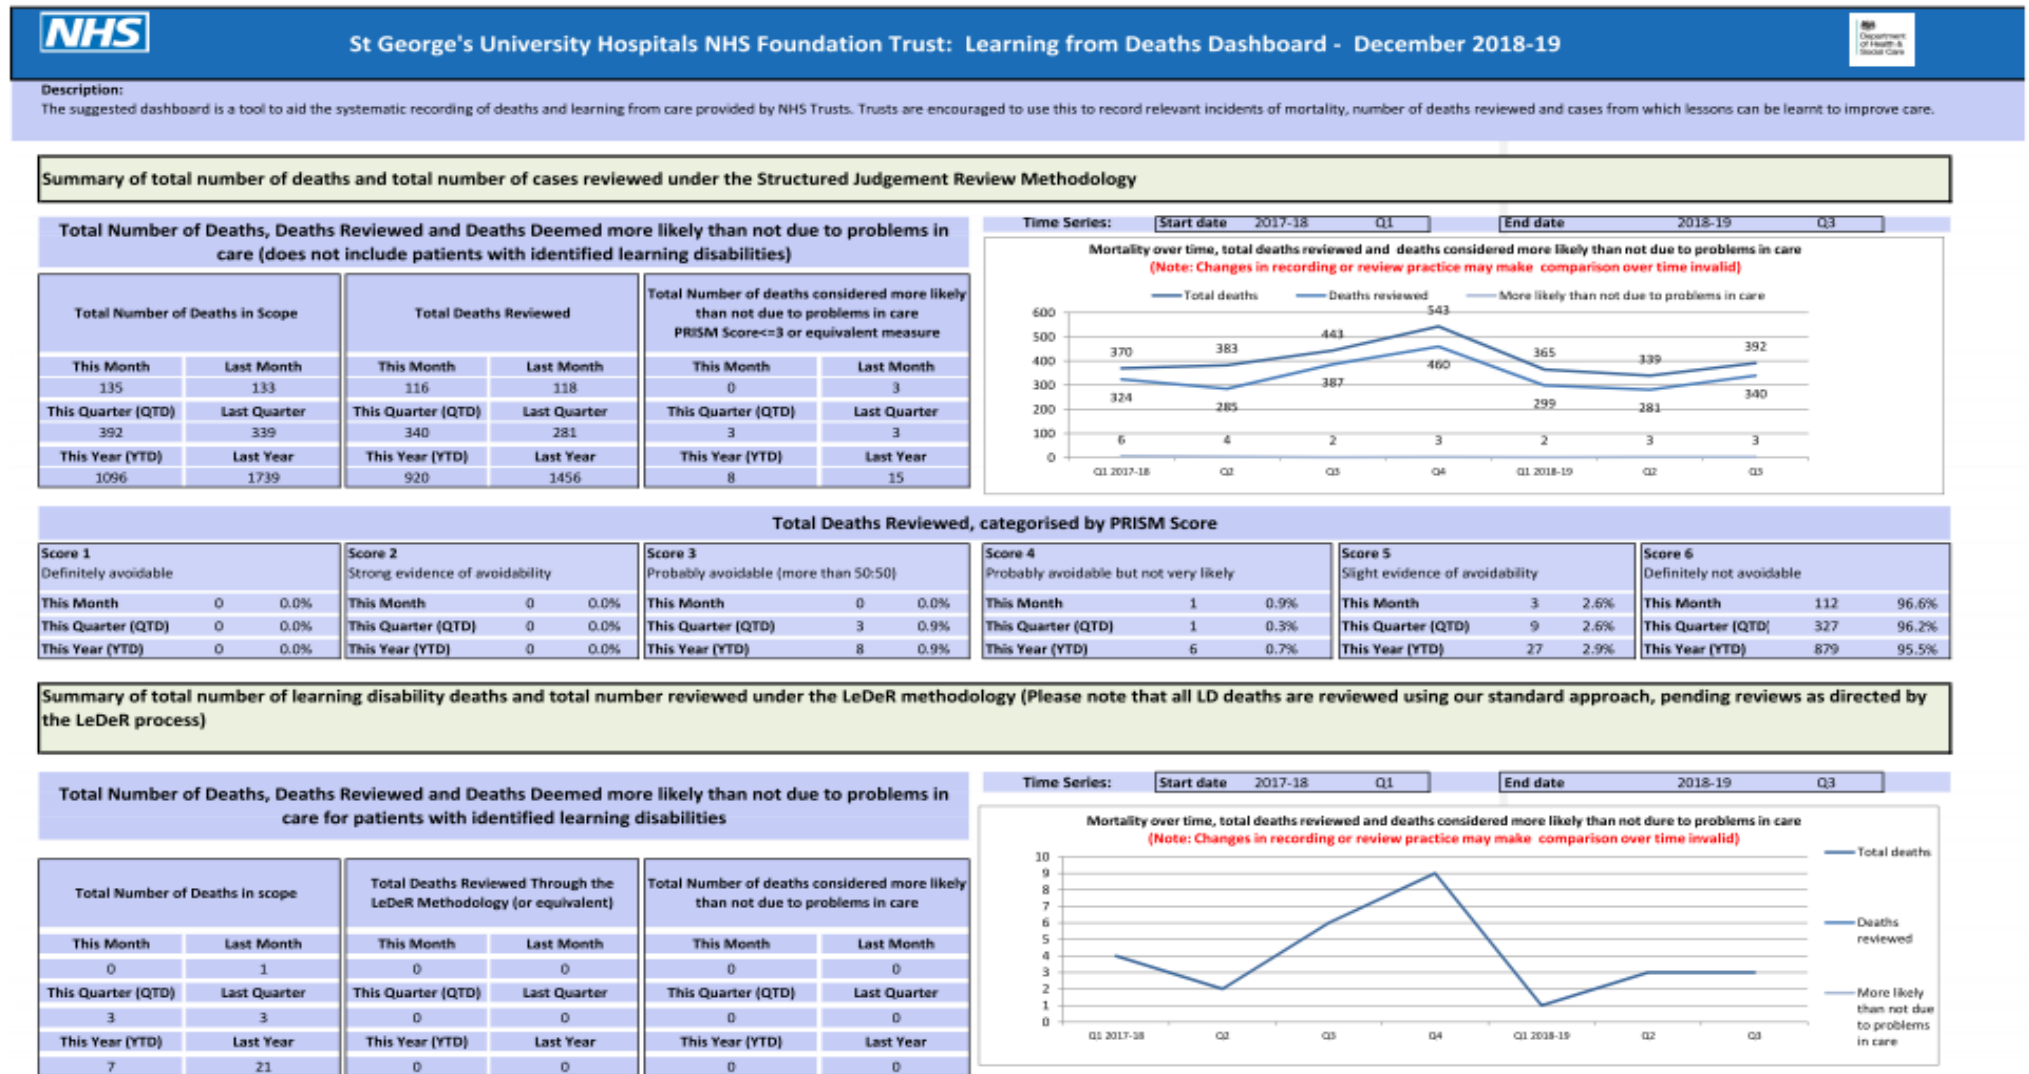 NHS
St George's University Hospitals NHS Foundation Trust: Learning from Deaths Dashboard - December 2018-19
Department
of Health &
Social Care
Description:
The suggested dashboard is a tool to aid the systematic recording of deaths and learning from care provided by NHS Trusts. Trusts are encouraged to use this to record relevant incidents of mortality, number of deaths reviewed and cases from which lessons can be learnt to improve care.
Summary of total number of deaths and total number of cases reviewed under the Structured Judgement Review Methodology
Total Number of Deaths, Deaths Reviewed and Deaths Deemed more likely than not due to problems in
care (does not include patients with identified learning disabilities)
Total Number of Deaths in Scope
Total Deaths Reviewed
Total Number of deaths considered more likely
than not due to problems in care
PRISM Score<=3 or equivalent measure
This Month Last Month This Month Last Month This Month Last Month
135 133 116 118 0 3
This Quarter (QTD) Last Quarter This Quarter (QTD) Last Quarter This Quarter (QTD) Last Quarter
392 339 340 281 3 3
This Year (YTD) Last Year This Year (YTD) Last Year This Year (YTD) Last Year
1096 1739 920 1456 8 15
Time Series: Start date 2017-18 Q1 End date 2018-19 Q3
Mortality over time, total deaths reviewed and deaths considered more likely than not due to problems in care
(Note: Changes in recording or review practice may make comparison over time invalid)
Total deaths Deaths reviewed More likely than not due to problems in care
600
500
400
300
200
100
0
370 383 443 543 365 339 392
324 285 387 460 299 281 340
6 4 2 3 2 3 3
Q1 2017-18 Q2 Q3 Q4 Q1 2018-19 Q2 Q3
Total Deaths Reviewed, categorised by PRISM Score
Score 1 Score 2 Score 3 Score 4 Score 5 Score 6
Definitely avoidable Strong evidence of avoidability Probably avoidable (more than 50:50) Probably avoidable but not very likely Slight evidence of avoidability Definitely not avoidable
This Month 0 0.0% This Month 0 0.0% This Month 0 0.0% This Month 1 0.9% This Month 3 2.6% This Month 112 96.6%
This Quarter (QTD) 0 0.0% This Quarter (QTD) 0 0.0% This Quarter (QTD) 3 0.9% This Quarter (QTD) 1 0.3% This Quarter (QTD) 9 2.6% This Quarter (QTD) 327 96.2%
This Year (YTD) 0 0.0% This Year (YTD) 0 0.0% This Year (YTD) 8 0.9% This Year (YTD) 6 0.7% This Year (YTD) 27 2.9% This Year (YTD) 879 95.5%
Summary of total number of learning disability deaths and total number reviewed under the LeDeR methodology (Please note that all LD deaths are reviewed using our standard approach, pending reviews as directed by
the LeDeR process)
Total Number of Deaths, Deaths Reviewed and Deaths Deemed more likely than not due to problems in
care for patients with identified learning disabilities
Total Number of Deaths in scope
Total Deaths Reviewed Through the
LeDeR Methodology (or equivalent)
Total Number of deaths considered more likely
than not due to problems in care
This Month Last Month This Month Last Month This Month Last Month
0 1 0 0 0 0
This Quarter (QTD) Last Quarter This Quarter (QTD) Last Quarter This Quarter (QTD) Last Quarter
3 3 0 0 0 0
This Year (YTD) Last Year This Year (YTD) Last Year This Year (YTD) Last Year
7 21 0 0 0 0
Time Series: Start date 2017-18 Q1 End date 2018-19 Q3
Mortality over time, total deaths reviewed and deaths considered more likely than not dure to problems in care
(Note: Changes in recording or review practice may make comparison over time invalid)
10
9
8
7
6
5
4
3
2
1
0
Q1 2017-18 Q2 Q3 Q4 Q1 2018-19 Q2 Q3
Total deaths
Deaths
reviewed
More likely
than not due
to problems
in care